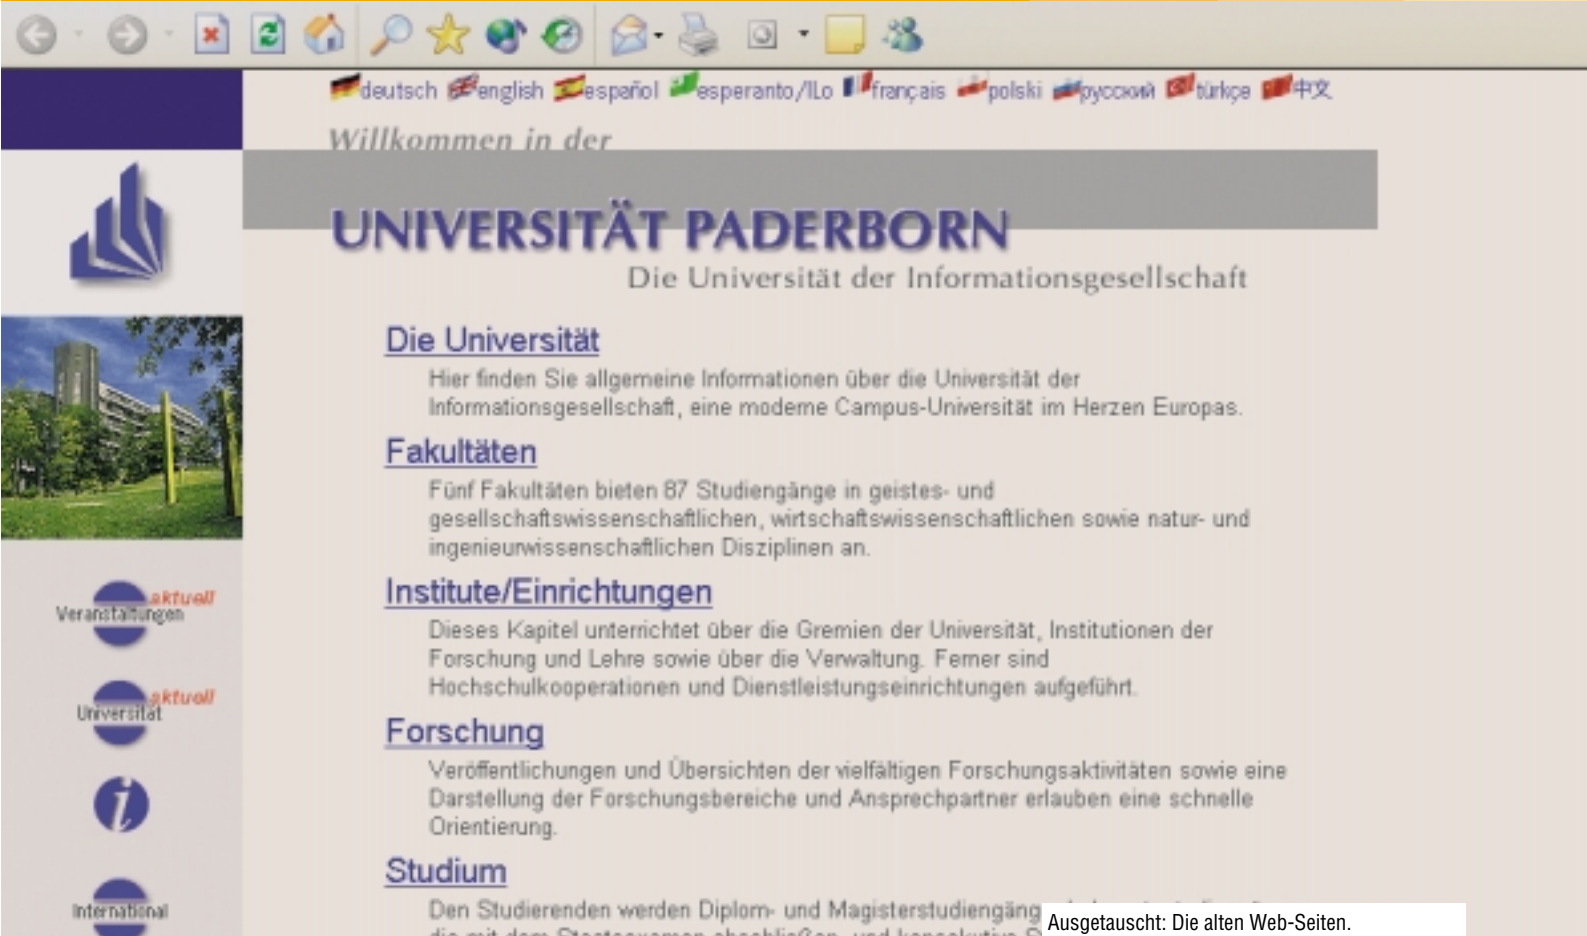 deutsch english español esperanto/ILo français polski русский türkçe 中文
Willkommen in der
UNIVERSITÄT PADERBORN
Die Universität der Informationsgesellschaft
Die Universität
Hier finden Sie allgemeine Informationen über die Universität der
Informationsgesellschaft, eine moderne Campus-Universität im Herzen Europas.
Fakultäten
Fünf Fakultäten bieten 87 Studiengänge in geistes- und
gesellschaftswissenschaftlichen, wirtschaftswissenschaftlichen sowie natur- und
ingenieurwissenschaftlichen Disziplinen an.
aktuell
Veranstaltungen
Institute/Einrichtungen
Dieses Kapitel unterrichtet über die Gremien der Universität, Institutionen der
Forschung und Lehre sowie über die Verwaltung. Ferner sind
Hochschulkooperationen und Dienstleistungseinrichtungen aufgeführt.
aktuell
Universität
Forschung
Veröffentlichungen und Übersichten der vielfältigen Forschungsaktivitäten sowie eine
Darstellung der Forschungsbereiche und Ansprechpartner erlauben eine schnelle
Orientierung.
i
Studium
International
Den Studierenden werden Diplom- und
Ausgetauscht: Die alten Web-Seiten.